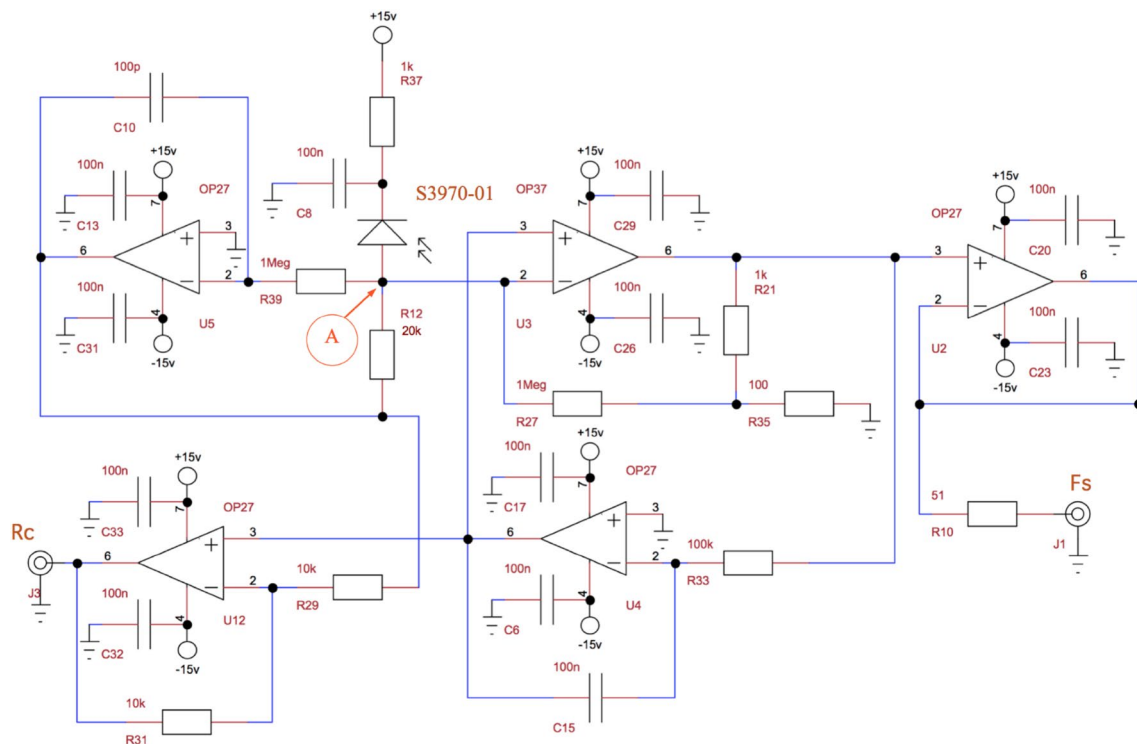 +15v
1k
R37
100p
C10
100n
+15v
7
OP27
C13
3
6
2
100n
C31
4
-15v
U5
1Meg
R39
100n
C8
S3970-01
A
R12
20k
OP37
+15v
7
100n
C29
3
6
2
U3
4
-15v
100n
C26
1k
R21
1Meg
R27
100
R35
OP27
+15v
7
100n
C20
3
6
2
U2
4
-15v
100n
C23
51
R10
Fs
J1
Rc
J3
100n
C33
+15v
7
OP27
3
6
2
100n
C32
4
-15v
U12
10k
R29
10k
R31
100n
C17
+15v
7
OP27
3
6
2
100n
C6
4
-15v
U4
100k
R33
100n
C15